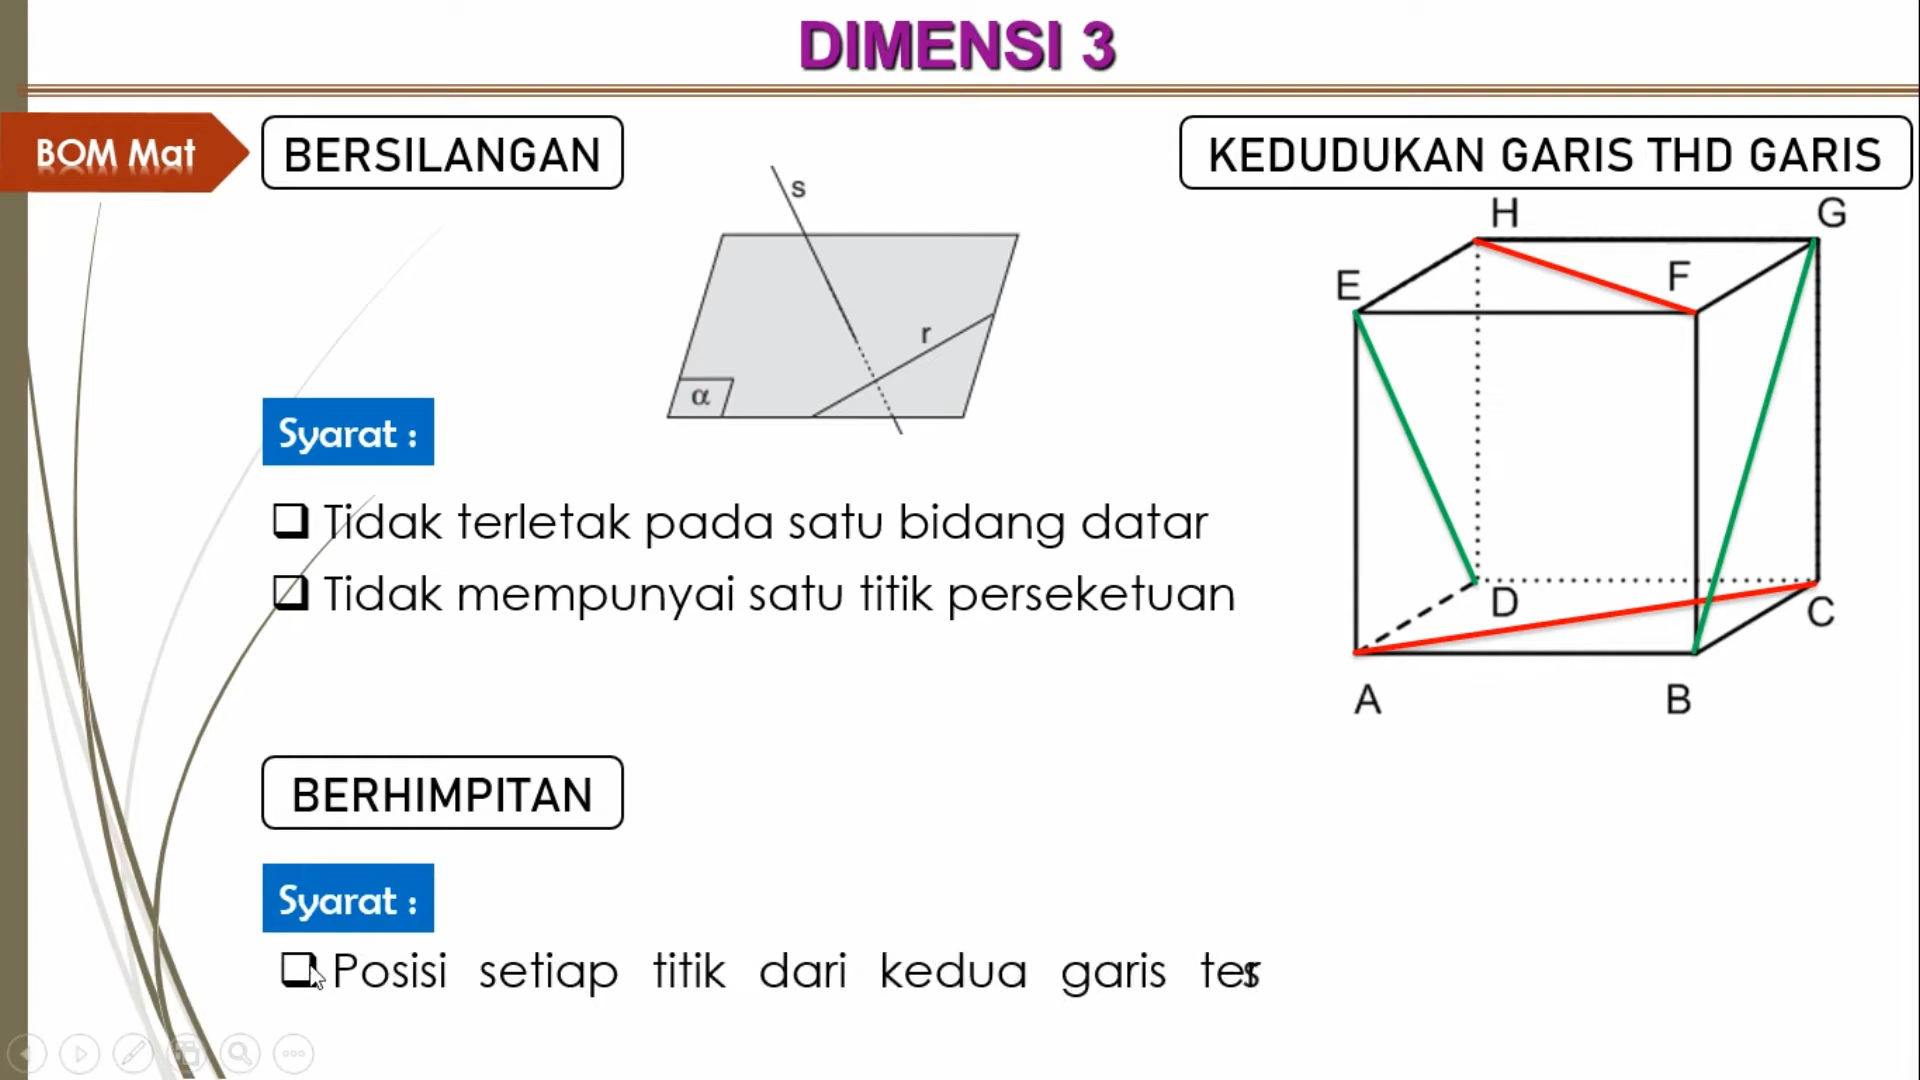 DIMENSI 3
BOM Mat
BERSILANGAN
KEDUDUKAN GARIS THD GARIS
s
r
α
H
G
E
F
D
C
A
B
Syarat :
Tidak terletak pada satu bidang datar
Tidak mempunyai satu titik perseketuan
BERHIMPITAN
Syarat :
Posisi setiap titik dari kedua garis